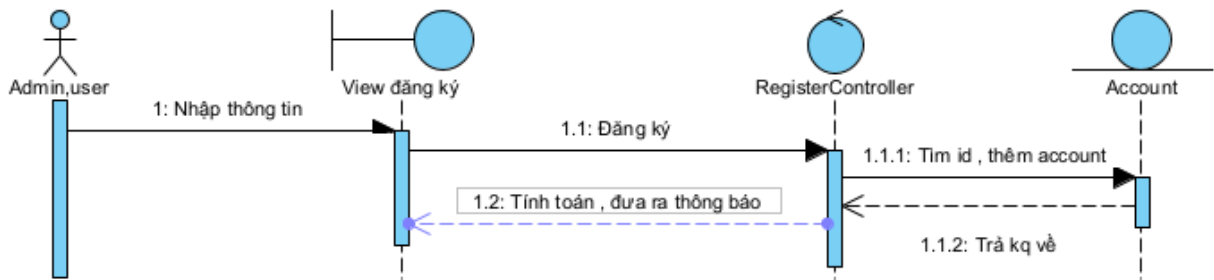 Admin,user
View đăng ký
RegisterController
Account
1: Nhập thông tin
1.1: Đăng ký
1.1.1: Tìm id , thêm account
1.2: Tính toán , đưa ra thông báo
1.1.2: Trả kq về